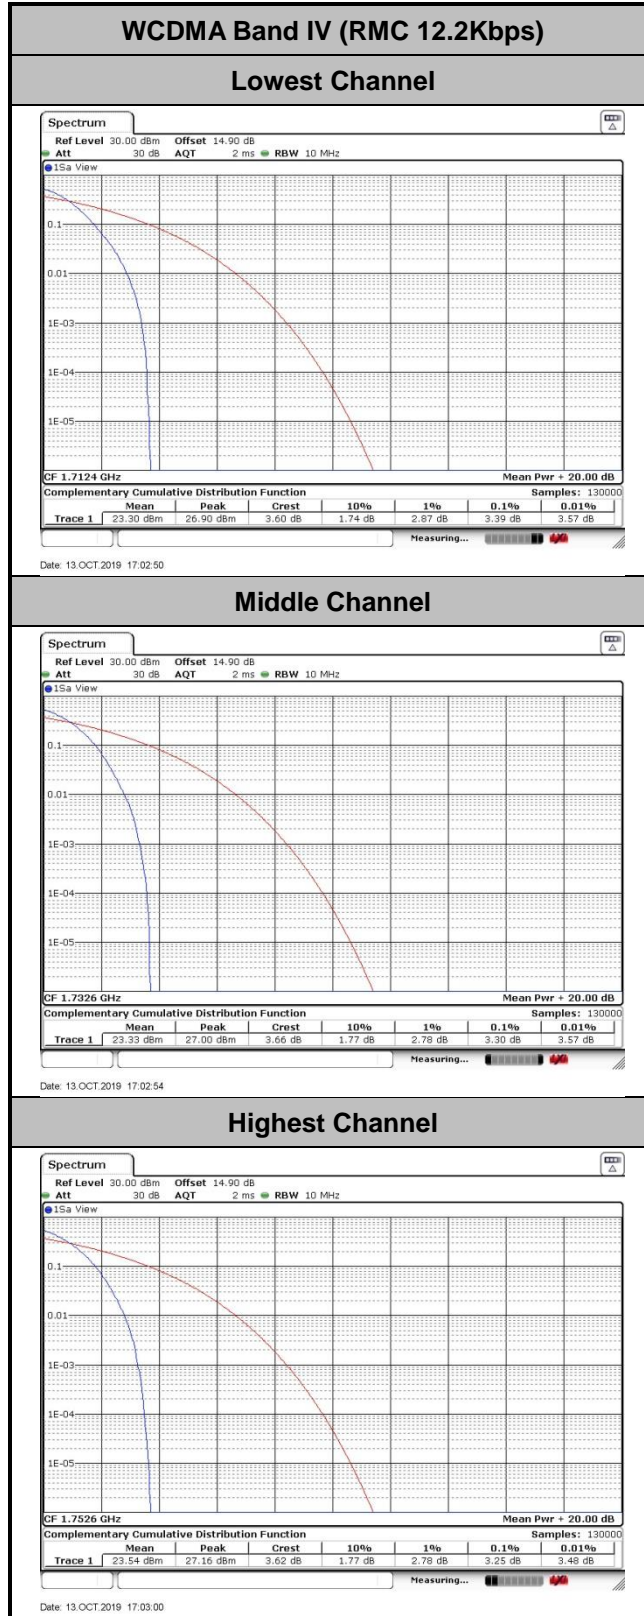 WCDMA Band IV (RMC 12.2Kbps)
Lowest Channel
Spectrum
Ref Level 30.00 dBm Offset 14.90 dB
Att 30 dB AQT 2 ms RBW 10 MHz
1Sa View
0.1
0.01
1E-03
1E-04
1E-05
CF 1.7124 GHz Mean Pwr + 20.00 dB
Complementary Cumulative Distribution Function Samples: 130000
Mean Peak Crest 10% 1% 0.1% 0.01%
Trace 1 23.30 dBm 26.90 dBm 3.60 dB 1.74 dB 2.87 dB 3.39 dB 3.57 dB
Measuring...
Date: 13.OCT.2019 17:02:50
Middle Channel
Spectrum
Ref Level 30.00 dBm Offset 14.90 dB
Att 30 dB AQT 2 ms RBW 10 MHz
1Sa View
0.1
0.01
1E-03
1E-04
1E-05
CF 1.7326 GHz Mean Pwr + 20.00 dB
Complementary Cumulative Distribution Function Samples: 130000
Mean Peak Crest 10% 1% 0.1% 0.01%
Trace 1 23.33 dBm 27.00 dBm 3.66 dB 1.77 dB 2.78 dB 3.30 dB 3.57 dB
Measuring...
Date: 13.OCT.2019 17:02:54
Highest Channel
Spectrum
Ref Level 30.00 dBm Offset 14.90 dB
Att 30 dB AQT 2 ms RBW 10 MHz
1Sa View
0.1
0.01
1E-03
1E-04
1E-05
CF 1.7526 GHz Mean Pwr + 20.00 dB
Complementary Cumulative Distribution Function Samples: 130000
Mean Peak Crest 10% 1% 0.1% 0.01%
Trace 1 23.54 dBm 27.16 dBm 3.62 dB 1.77 dB 2.78 dB 3.25 dB 3.48 dB
Measuring...
Date: 13.OCT.2019 17:03:00